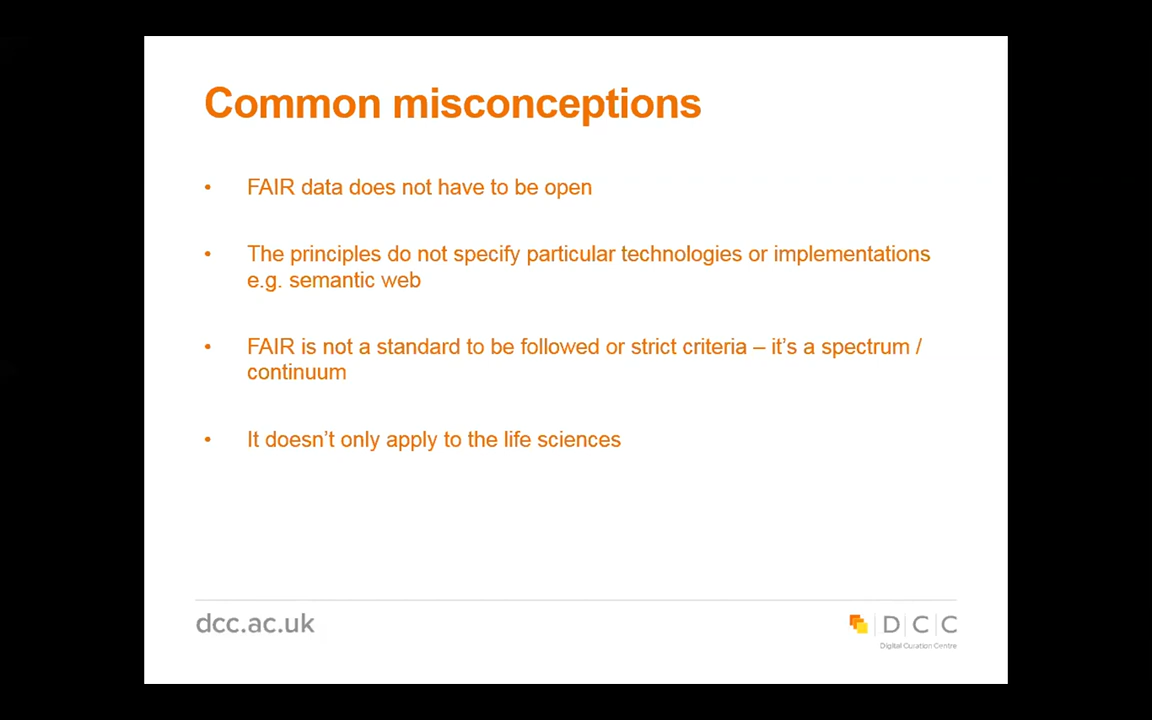 Common misconceptions
• FAIR data does not have to be open
• The principles do not specify particular technologies or implementations
e.g. semantic web
• FAIR is not a standard to be followed or strict criteria – it’s a spectrum /
continuum
• It doesn’t only apply to the life sciences
dcc.ac.uk
D|C|C
Digital Curation Centre